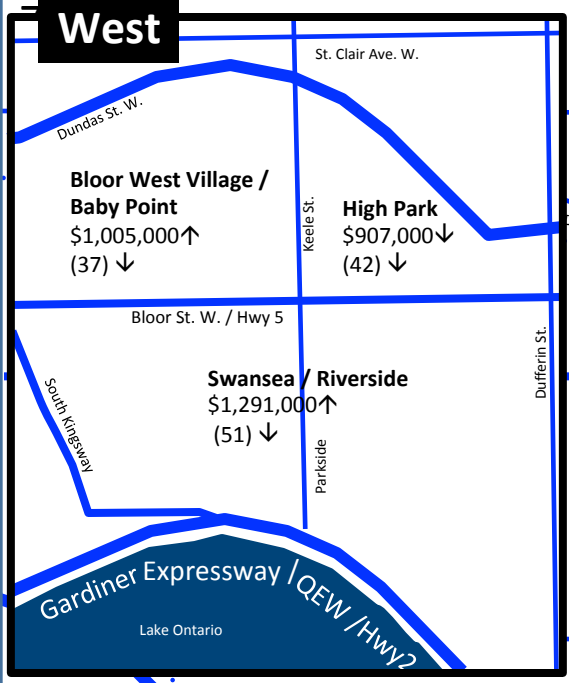 West
St. Clair Ave. W.
Dundas St. W.
Bloor West Village /
Baby Point
$1,005,000↑
(37) ↓
Keele St.
High Park
$907,000↓
(42) ↓
Bloor St. W. / Hwy 5
Dufferin St.
Swansea / Riverside
$1,291,000↑
(51) ↓
South Kingsway
Parkside
Gardiner Expressway / QEW /Hwy2
Lake Ontario